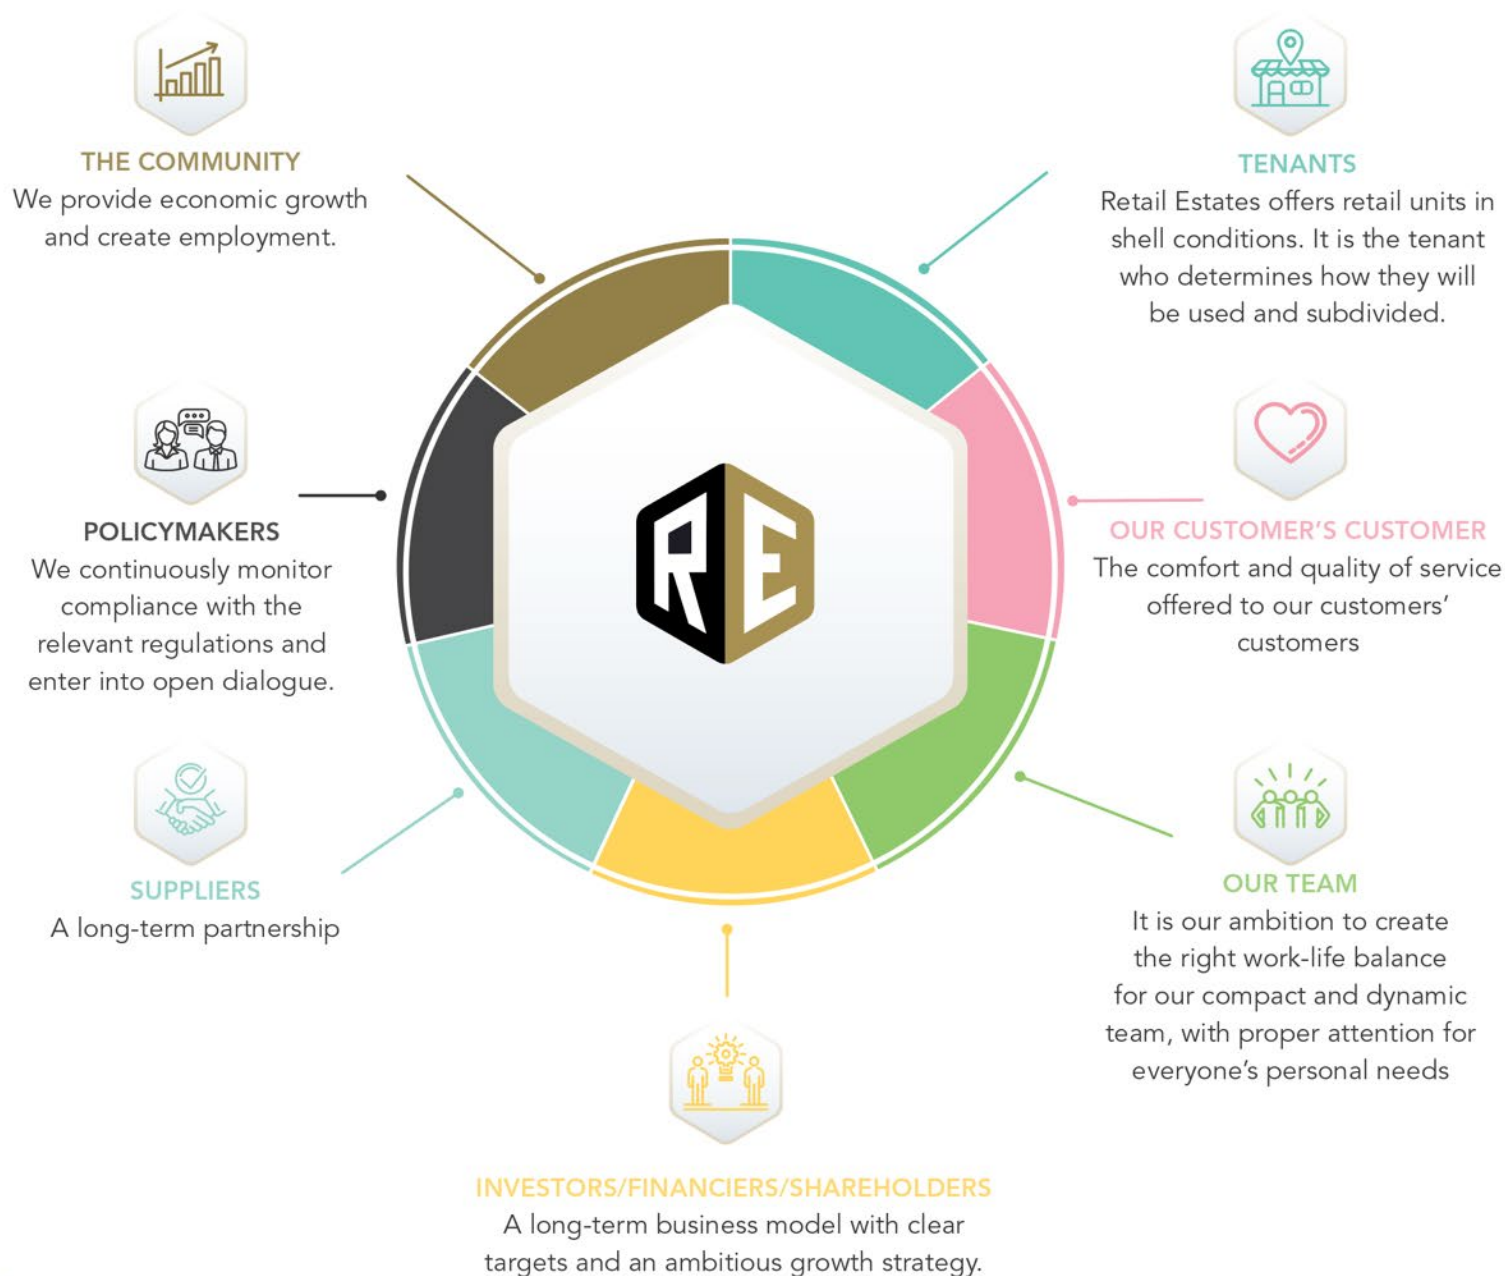 THE COMMUNITY
We provide economic growth
and create employment.
TENANTS
Retail Estates offers retail units in
shell conditions. It is the tenant
who determines how they will
be used and subdivided.
POLICYMAKERS
We continuously monitor
compliance with the
relevant regulations and
enter into open dialogue.
RE
OUR CUSTOMER’S CUSTOMER
The comfort and quality of service
offered to our customers’
customers
SUPPLIERS
A long-term partnership
OUR TEAM
It is our ambition to create
the right work-life balance
for our compact and dynamic
team, with proper attention for
everyone’s personal needs
INVESTORS/FINANCIERS/SHAREHOLDERS
A long-term business model with clear
targets and an ambitious growth strategy.